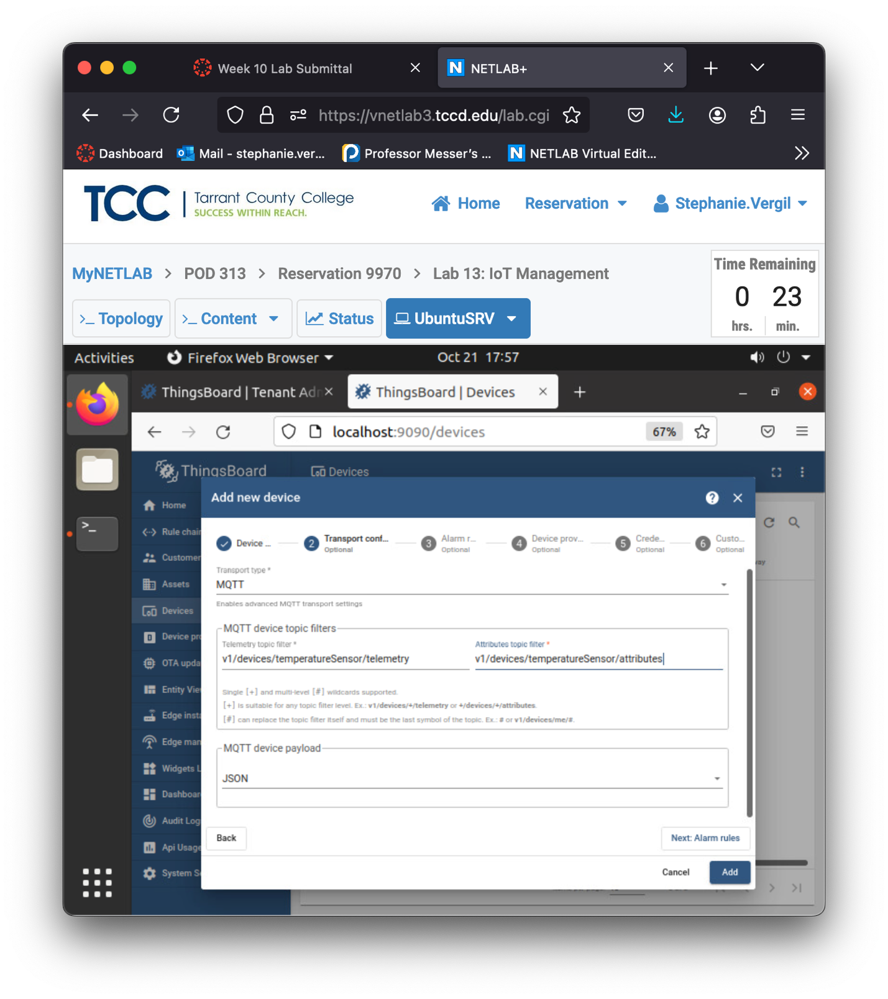 Week 10 Lab Submittal
NETLAB+
https://vnetlab3.tccd.edu/lab.cgi
Dashboard
Mail - stephanie.ver...
Professor Messer's ...
NETLAB Virtual Edit...
TCC
Tarrant County College
SUCCESS WITHIN REACH.
Home
Reservation
Stephanie.Vergil
MyNETLAB > POD 313 > Reservation 9970 > Lab 13: IoT Management
Time Remaining
0 23
hrs. min.
>_ Topology
>_ Content
Status
UbuntuSRV
Activities
Firefox Web Browser
Oct 21 17:57
ThingsBoard | Tenant Adr
ThingsBoard | Devices
localhost:9090/devices
67%
ThingsBoard
Devices
Add new device
Home
Rule chair
Customer
Assets
Devices
Device pr
OTA upda
Entity Vie
Edge insta
Edge man
Widgets L
Dashboar
Audit Log
Api Usage
System S
Device ...
2 Transport conf...
Optional
3 Alarm r...
Optional
4 Device prov...
Optional
5 Crede...
Optional
6 Custo...
Optional
Transport type *
MQTT
Enables advanced MQTT transport settings
MQTT device topic filters
Telemetry topic filter *
v1/devices/temperatureSensor/telemetry
Attributes topic filter *
v1/devices/temperatureSensor/attributes
Single [+] and multi-level [#] wildcards supported.
[+] is suitable for any topic filter level. Ex.: v1/devices/+/telemetry or +/devices/+/attributes.
[#] can replace the topic filter itself and must be the last symbol of the topic. Ex.: # or v1/devices/me/#.
MQTT device payload
JSON
Back
Next: Alarm rules
Cancel
Add